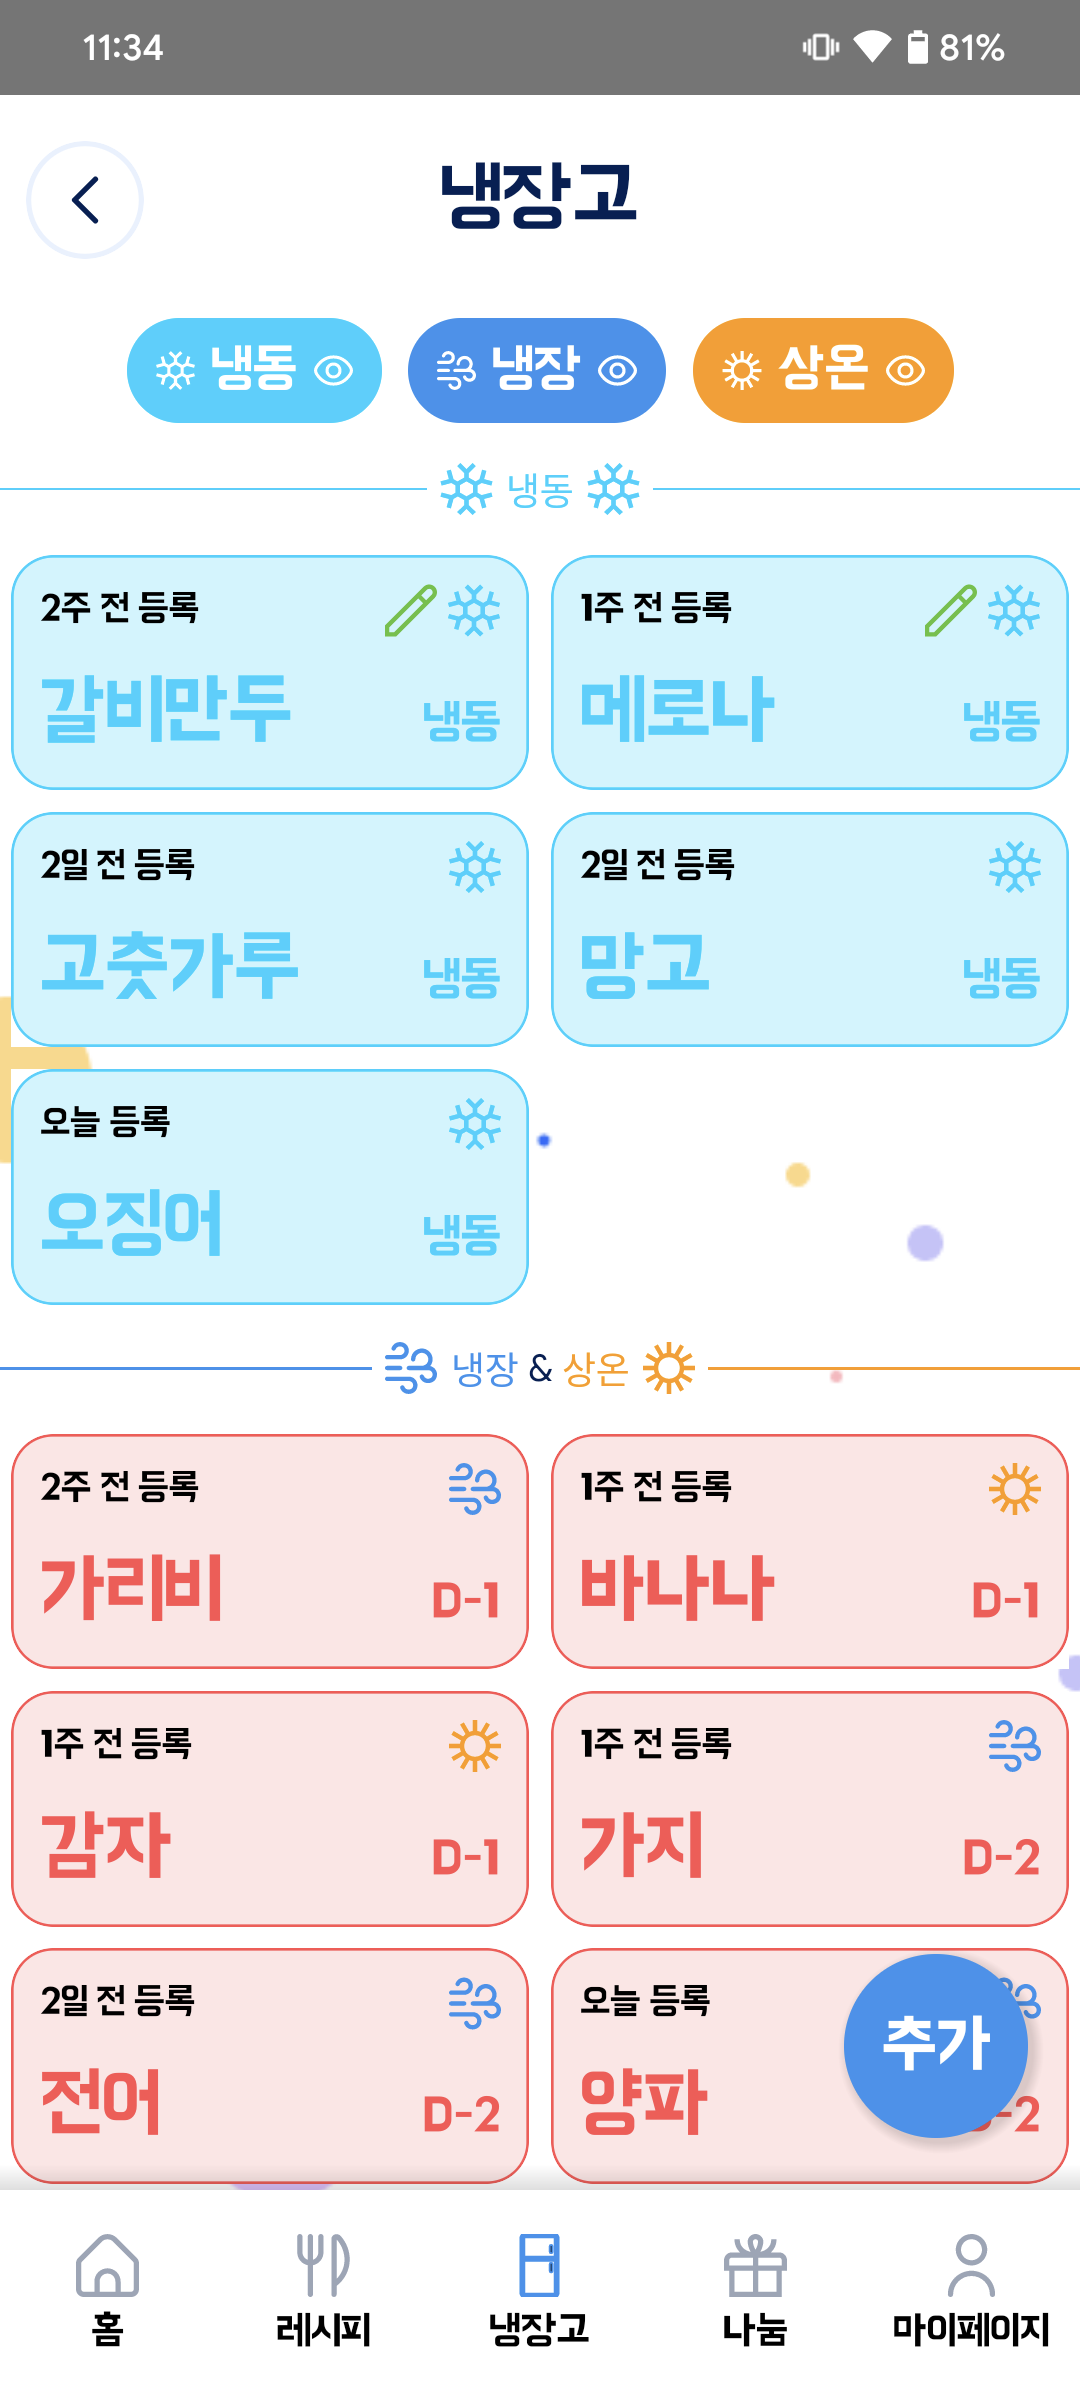 11:34 81%
냉장고
냉동 냉장 상온
냉동
2주 전 등록 1주 전 등록
갈비만두 냉동 메로나 냉동
2일 전 등록 2일 전 등록
고춧가루 냉동 망고 냉동
오늘 등록
오징어 냉동
냉장 & 상온
2주 전 등록 1주 전 등록
가리비 D-1 바나나 D-1
1주 전 등록 1주 전 등록
감자 D-1 가지 D-2
2일 전 등록 오늘 등록
추가
전어 D-2 양파 D-2
홈 레시피 냉장고 나눔 마이페이지